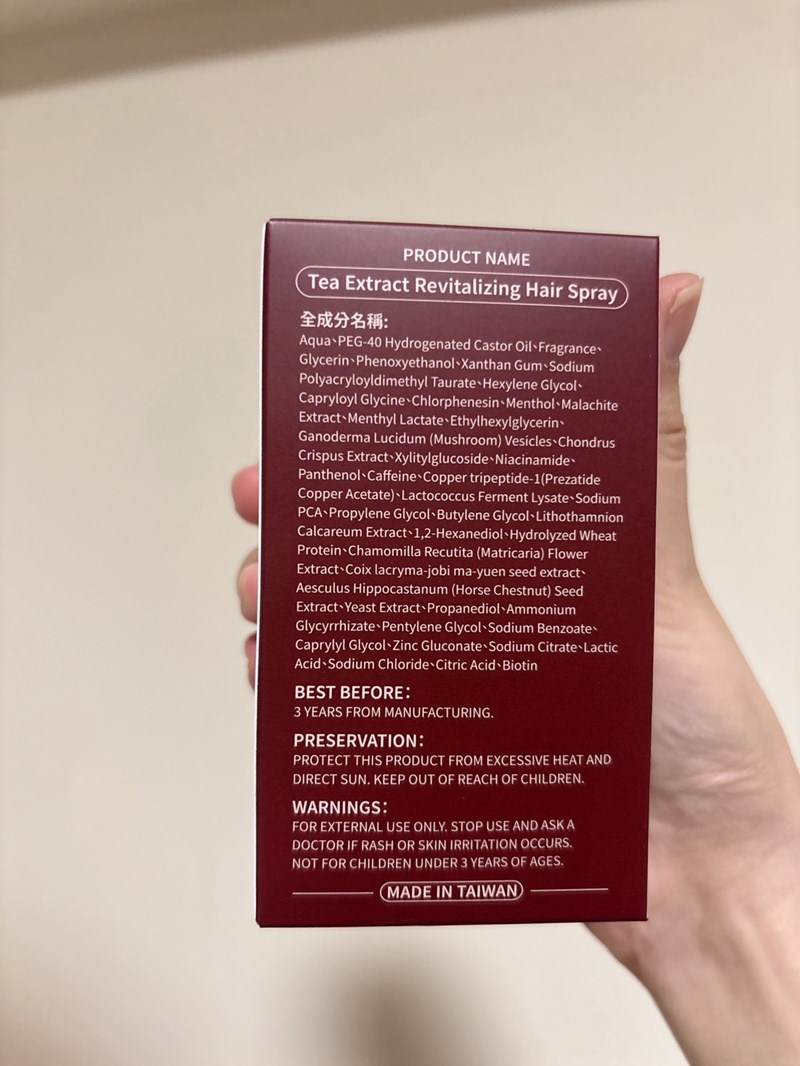 PRODUCT NAME
Tea Extract Revitalizing Hair Spray
全成分名稱:
Aqua、PEG-40 Hydrogenated Castor Oil、Fragrance、
Glycerin、Phenoxyethanol、Xanthan Gum、Sodium
Polyacryloyldimethyl Taurate、Hexylene Glycol、
Capryloyl Glycine、Chlorphenesin、Menthol、Malachite
Extract、Menthyl Lactate、Ethylhexylglycerin、
Ganoderma Lucidum (Mushroom) Vesicles、Chondrus
Crispus Extract、Xylitylglucoside、Niacinamide、
Panthenol、Caffeine、Copper tripeptide-1(Prezatide
Copper Acetate)、Lactococcus Ferment Lysate、Sodium
PCA、Propylene Glycol、Butylene Glycol、Lithothamnion
Calcareum Extract、1,2-Hexanediol、Hydrolyzed Wheat
Protein、Chamomilla Recutita (Matricaria) Flower
Extract、Coix lacryma-jobi ma-yuen seed extract、
Aesculus Hippocastanum (Horse Chestnut) Seed
Extract、Yeast Extract、Propanediol、Ammonium
Glycyrrhizate、Pentylene Glycol、Sodium Benzoate、
Caprylyl Glycol、Zinc Gluconate、Sodium Citrate、Lactic
Acid、Sodium Chloride、Citric Acid、Biotin
BEST BEFORE：
3 YEARS FROM MANUFACTURING.
PRESERVATION：
PROTECT THIS PRODUCT FROM EXCESSIVE HEAT AND
DIRECT SUN. KEEP OUT OF REACH OF CHILDREN.
WARNINGS：
FOR EXTERNAL USE ONLY. STOP USE AND ASK A
DOCTOR IF RASH OR SKIN IRRITATION OCCURS.
NOT FOR CHILDREN UNDER 3 YEARS OF AGES.
MADE IN TAIWAN